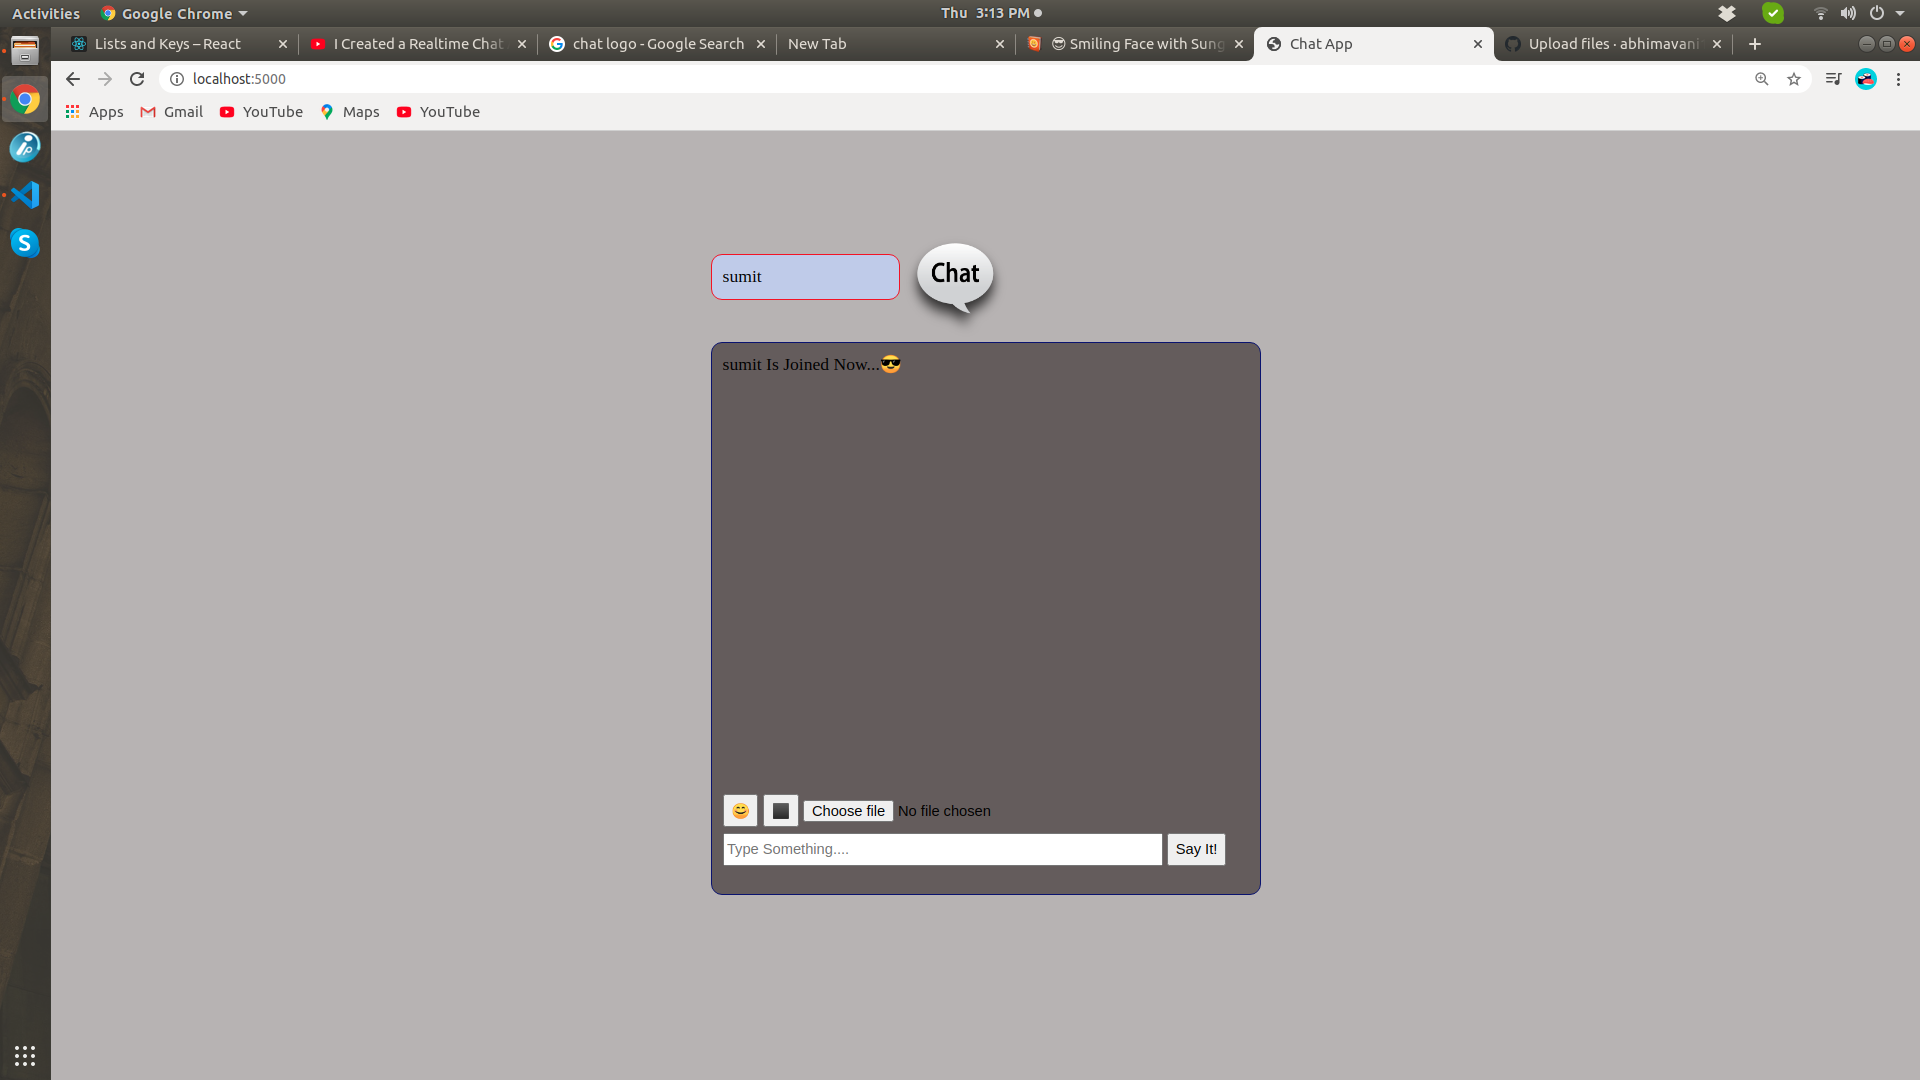 Activities Google Chrome Thu 3:13 PM
Lists and Keys – React I Created a Realtime Chat chat logo - Google Search New Tab 😎 Smiling Face with Sung Chat App Upload files · abhimavani
localhost:5000
Apps Gmail YouTube Maps YouTube
sumit
Chat
sumit Is Joined Now...😎
😊 Choose file No file chosen
Type Something.... Say It!